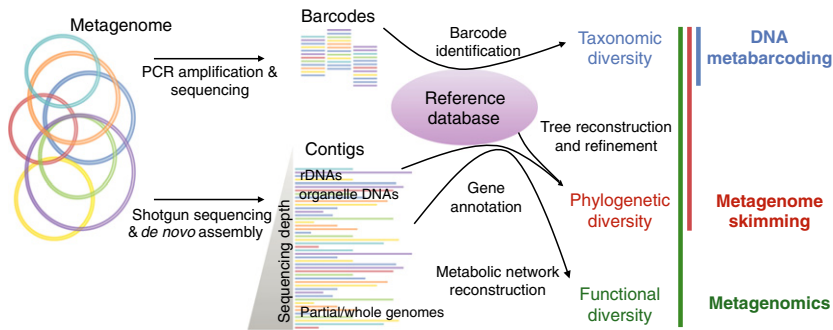 Metagenome
PCR amplification &
sequencing
Shotgun sequencing
& de novo assembly
Barcodes
Barcode
identification
Reference
database
Contigs
rDNAs
organelle DNAs
Partial/whole genomes
Sequencing depth
Gene
annotation
Tree reconstruction
and refinement
Metabolic network
reconstruction
Taxonomic
diversity
Phylogenetic
diversity
Functional
diversity
DNA
metabarcoding
Metagenome
skimming
Metagenomics